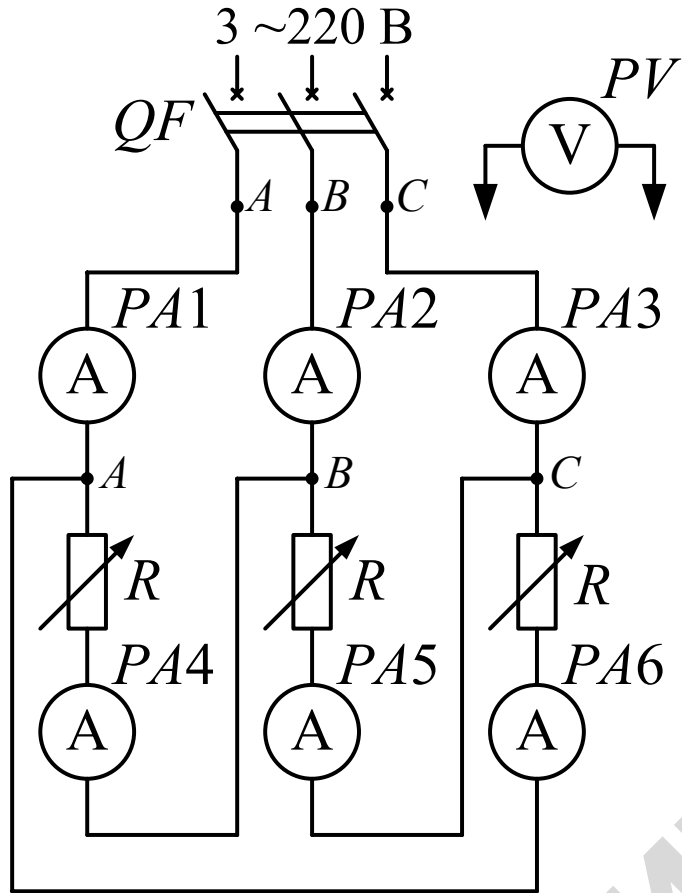 3 ~220 В
PV
QF
V
A B C
PA1 PA2 PA3
A A A
A B C
R R R
PA4 PA5 PA6
A A A